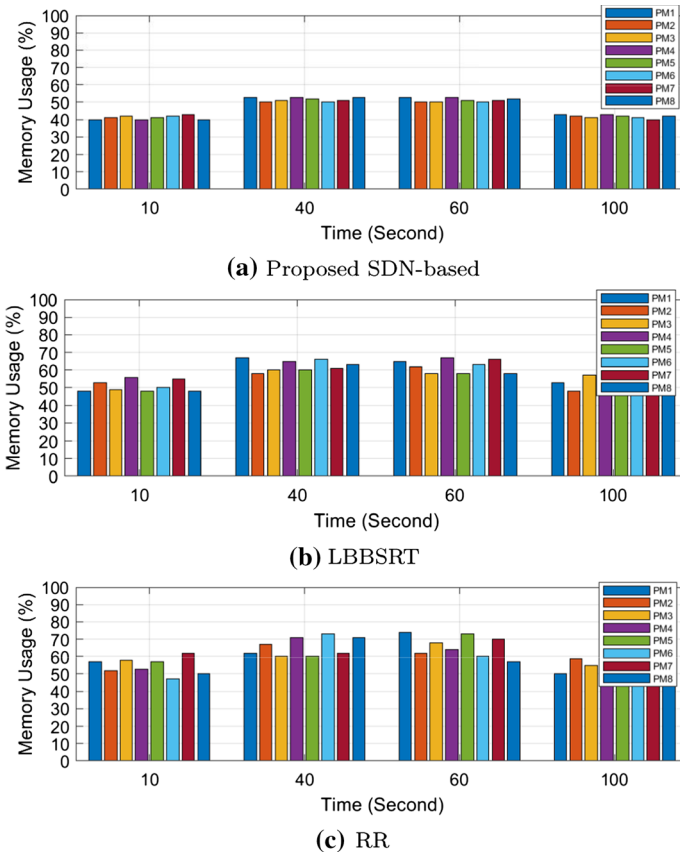 100
90
80
70
60
50
40
30
20
10
0
Memory Usage (%)
PM1
PM2
PM3
PM4
PM5
PM6
PM7
PM8
10 40 60 100
Time (Second)
(a) Proposed SDN-based
100
90
80
70
60
50
40
30
20
10
0
Memory Usage (%)
PM1
PM2
PM3
PM4
PM5
PM6
PM7
PM8
10 40 60 100
Time (Second)
(b) LBBSRT
100
90
80
70
60
50
40
30
20
10
0
Memory Usage (%)
PM1
PM2
PM3
PM4
PM5
PM6
PM7
PM8
10 40 60 100
Time (Second)
(c) RR